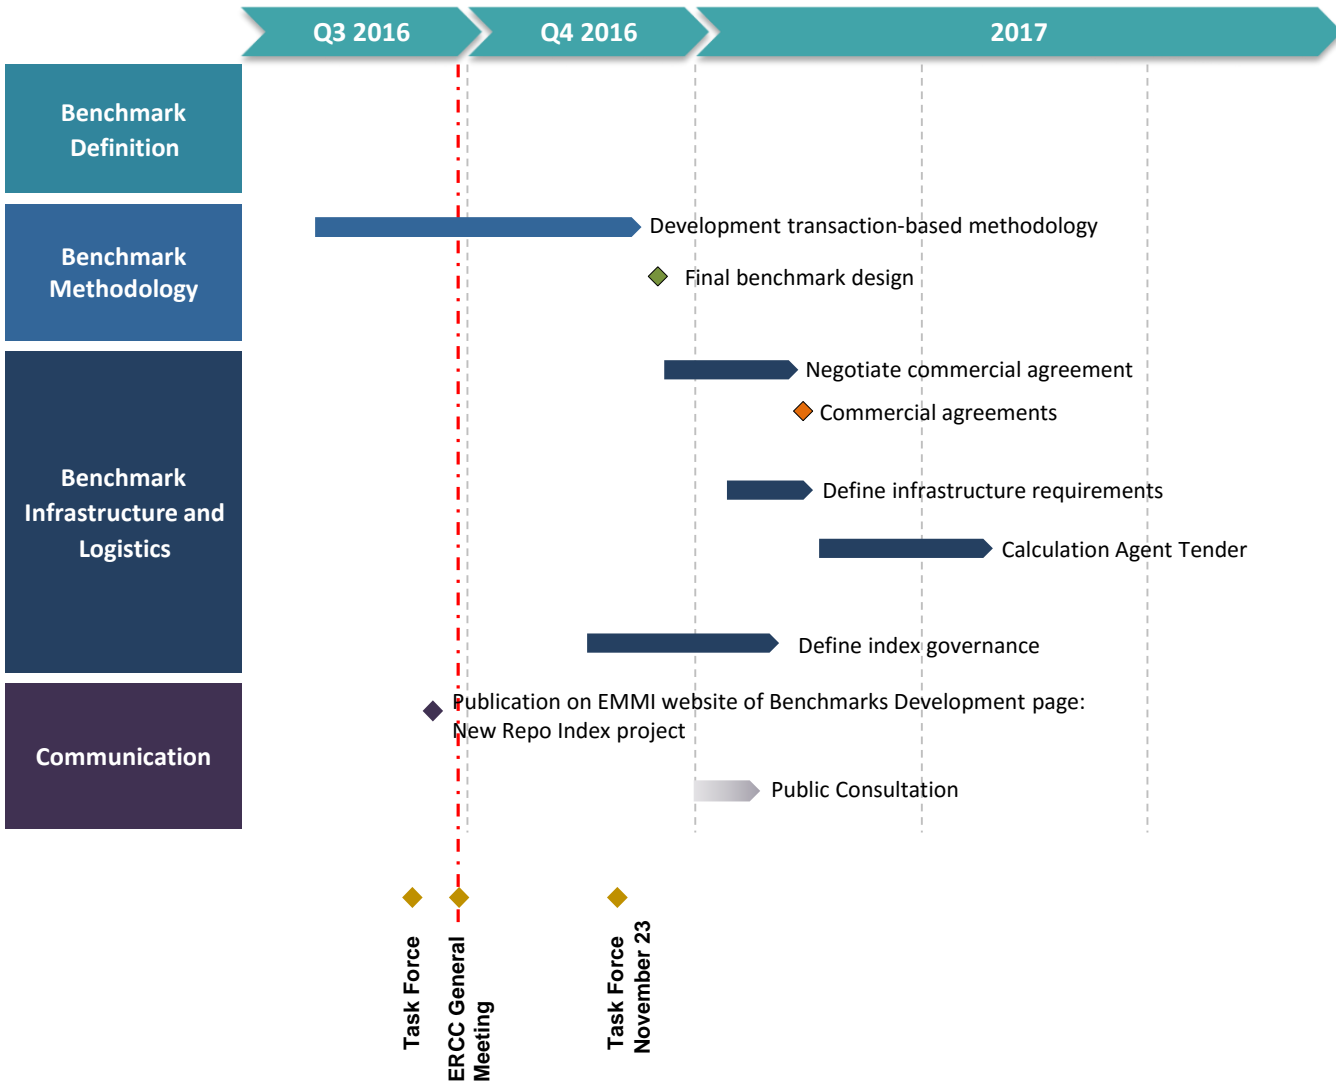 Q3 2016
Q4 2016
2017
Benchmark
Definition
Benchmark
Methodology
Development transaction-based methodology
Final benchmark design
Benchmark
Infrastructure and
Logistics
Negotiate commercial agreement
Commercial agreements
Define infrastructure requirements
Calculation Agent Tender
Define index governance
Communication
Publication on EMMI website of Benchmarks Development page:
New Repo Index project
Public Consultation
Task Force
ERCC General
Meeting
Task Force
November 23